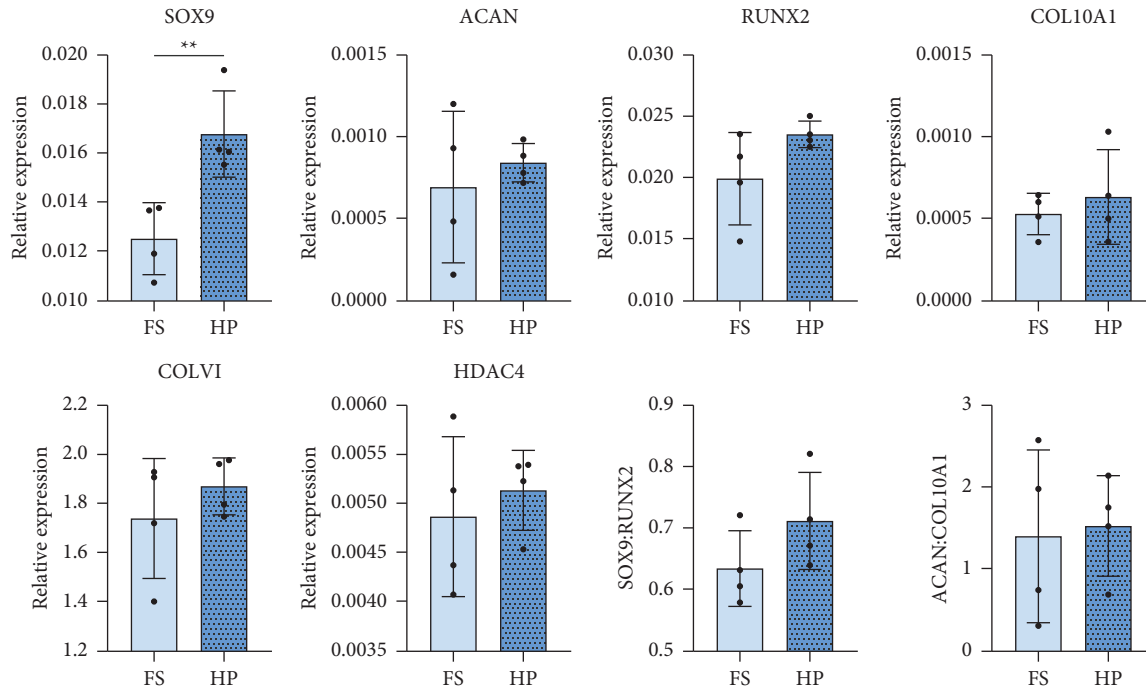 SOX9
**
Relative expression
0.020
0.018
0.016
0.014
0.012
0.010
FS HP
ACAN
Relative expression
0.0015
0.0010
0.0005
0.0000
FS HP
RUNX2
Relative expression
0.030
0.025
0.020
0.015
0.010
FS HP
COL10A1
Relative expression
0.0015
0.0010
0.0005
0.0000
FS HP
COLVI
Relative expression
2.2
2.0
1.8
1.6
1.4
1.2
FS HP
HDAC4
Relative expression
0.0060
0.0055
0.0050
0.0045
0.0040
0.0035
FS HP
SOX9:RUNX2
0.9
0.8
0.7
0.6
0.5
FS HP
ACAN:COL10A1
3
2
1
0
FS HP